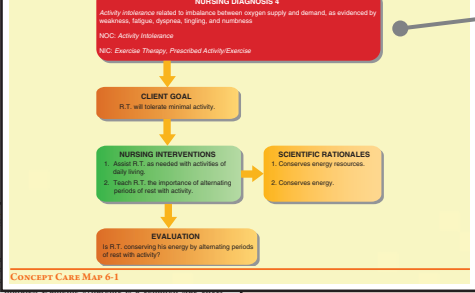 NURSING DIAGNOSIS 4
Activity intolerance related to imbalance between oxygen supply and demand, as evidenced by
weakness, fatigue, dyspnea, tingling, and numbness
NOC: Activity Intolerance
NIC: Exercise Therapy, Prescribed Activity/Exercise
CLIENT GOAL
R.T. will tolerate minimal activity.
NURSING INTERVENTIONS
1. Assist R.T. as needed with activities of
daily living.
2. Teach R.T. the importance of alternating
periods of rest with activity.
SCIENTIFIC RATIONALES
1. Conserves energy resources.
2. Conserves energy.
EVALUATION
Is R.T. conserving his energy by alternating periods
of rest with activity?
CONCEPT CARE MAP 6-1